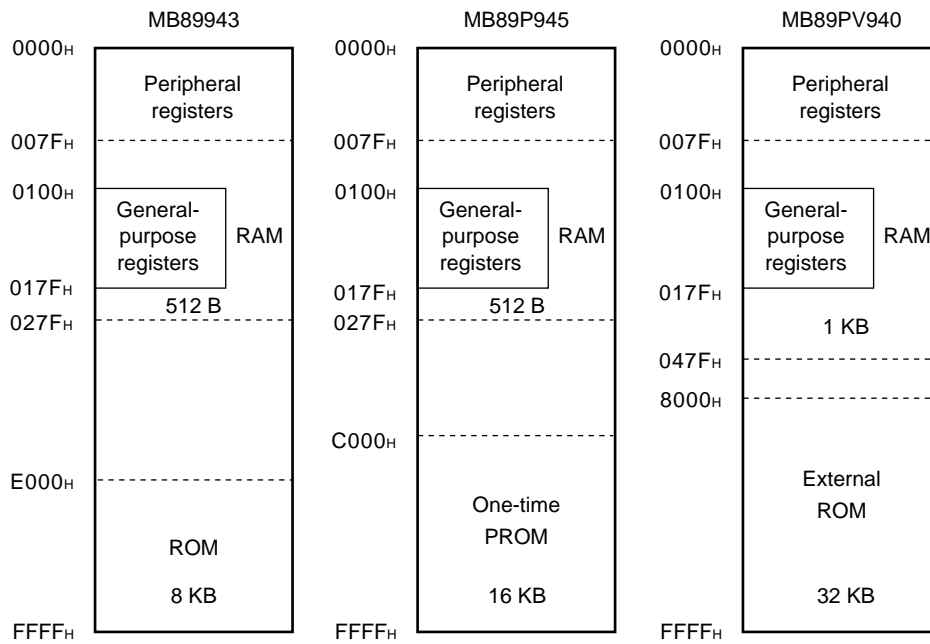 MB89943
0000H
Peripheral
registers
007FH
0100H
General-
purpose
registers
RAM
017FH
512 B
027FH
E000H
ROM
8 KB
FFFFH
MB89P945
0000H
Peripheral
registers
007FH
0100H
General-
purpose
registers
RAM
017FH
512 B
027FH
C000H
One-time
PROM
16 KB
FFFFH
MB89PV940
0000H
Peripheral
registers
007FH
0100H
General-
purpose
registers
RAM
017FH
1 KB
047FH
8000H
External
ROM
32 KB
FFFFH